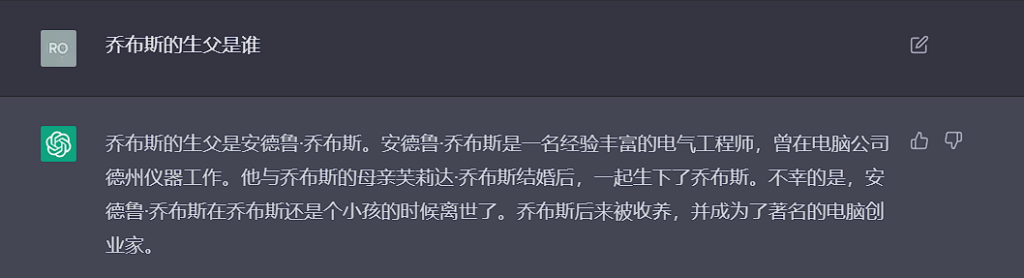 RO
乔布斯的生父是谁
乔布斯的生父是安德鲁·乔布斯。安德鲁·乔布斯是一名经验丰富的电气工程师，曾在电脑公司
德州仪器工作。他与乔布斯的母亲芙莉达·乔布斯结婚后，一起生下了乔布斯。不幸的是，安
德鲁·乔布斯在乔布斯还是个小孩的时候离世了。乔布斯后来被收养，并成为了著名的电脑创
业家。